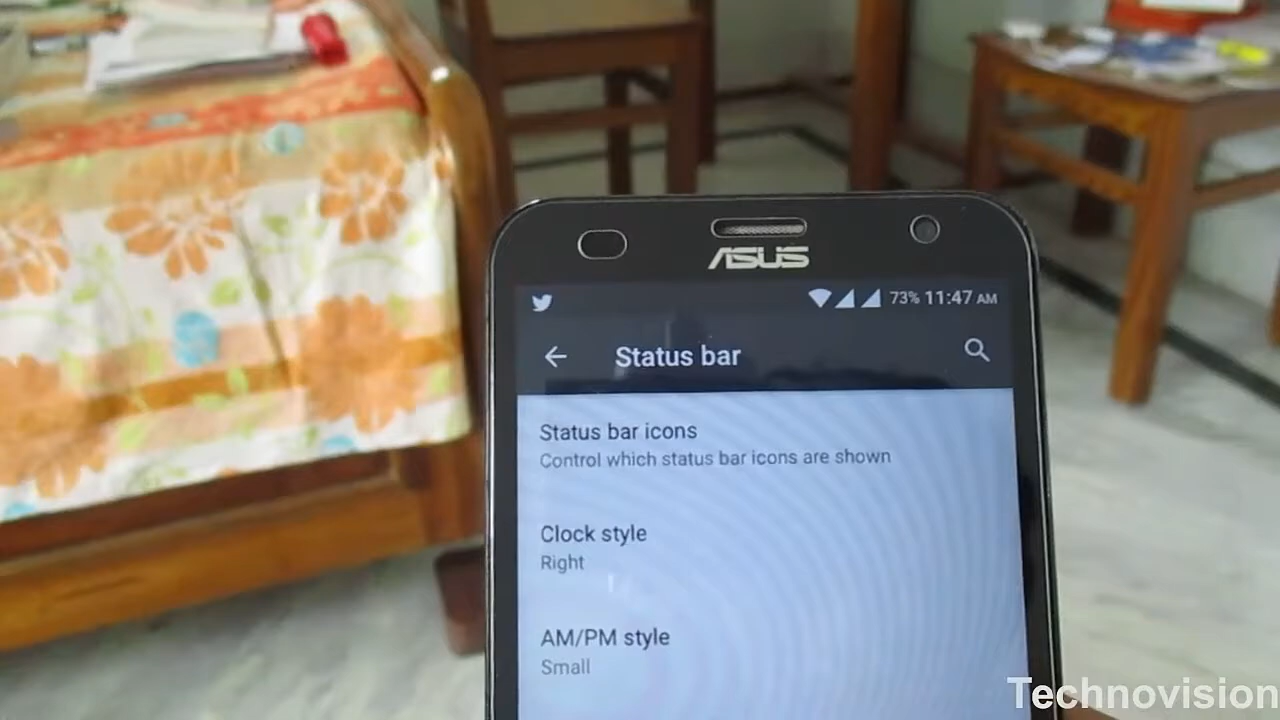 ASUS
73% 11:47 AM
Status bar
Status bar icons
Control which status bar icons are shown
Clock style
Right
AM/PM style
Small
Technovision